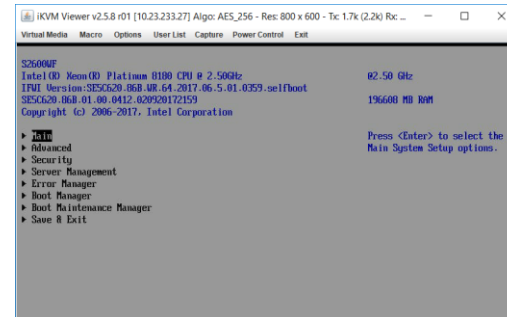 iKVM Viewer v2.5.8 r01 [10.23.233.27] Algo: AES_256 - Res: 800 x 600 - Tx: 1.7k (2.2k) Rx: ...
Virtual Media Macro Options User List Capture Power Control Exit
S2600WF
Intel(R) Xeon(R) Platinum 8180 CPU @ 2.50GHz 02.50 GHz
IFWI Version:SE5C620.86B.WR.64.2017.06.5.01.0359.selfboot
SE5C620.86B.01.00.0412.020920172159 196608 MB RAM
Copyright (c) 2006-2017, Intel Corporation
▶ Main Press <Enter> to select the
▶ Advanced Main System Setup options.
▶ Security
▶ Server Management
▶ Error Manager
▶ Boot Manager
▶ Boot Maintenance Manager
▶ Save & Exit